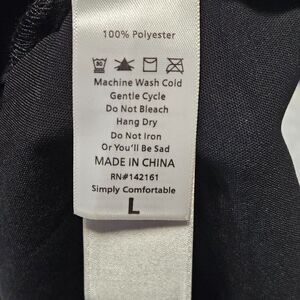 100% Polyester
Machine Wash Cold
Gentle Cycle
Do Not Bleach
Hang Dry
Do Not Iron
Or You'll Be Sad
MADE IN CHINA
RN#142161
Simply Comfortable
L